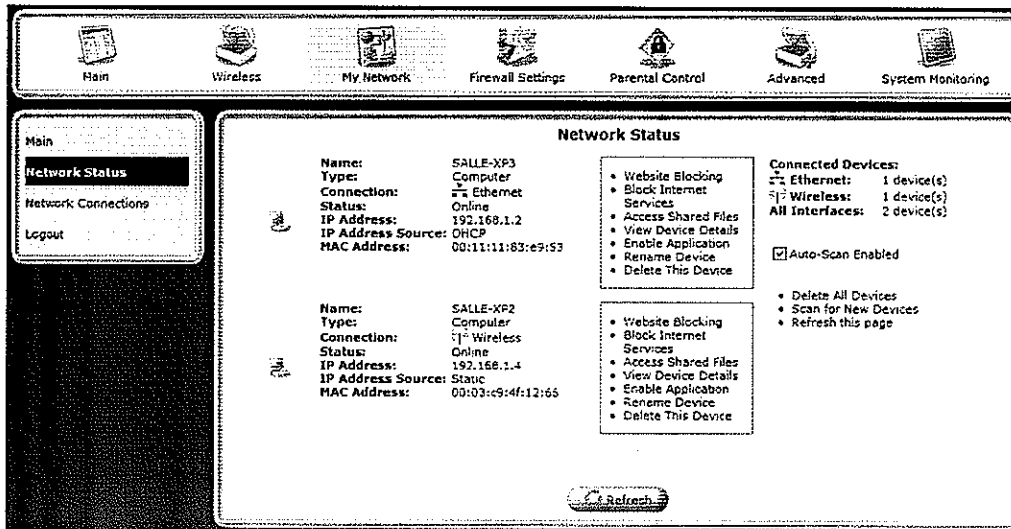 Main
Wireless
My Network
Firewall Settings
Parental Control
Advanced
System Monitoring
Main
Network Status
Network Connections
Logout
Network Status
Name: SALLE-XP3
Type: Computer
Connection: Ethernet
Status: Online
IP Address: 192.168.1.2
IP Address Source: DHCP
MAC Address: 00:11:11:83:e9:53
• Website Blocking
• Block Internet
Services
• Access Shared Files
• View Device Details
• Enable Application
• Rename Device
• Delete This Device
Name: SALLE-XP2
Type: Computer
Connection: Wireless
Status: Online
IP Address: 192.168.1.4
IP Address Source: Static
MAC Address: 00:03:c9:4f:12:66
• Website Blocking
• Block Internet
Services
• Access Shared Files
• View Device Details
• Enable Application
• Rename Device
• Delete This Device
Connected Devices:
Ethernet: 1 device(s)
Wireless: 1 device(s)
All Interfaces: 2 device(s)
Auto-Scan Enabled
• Delete All Devices
• Scan for New Devices
• Refresh this page
Refresh